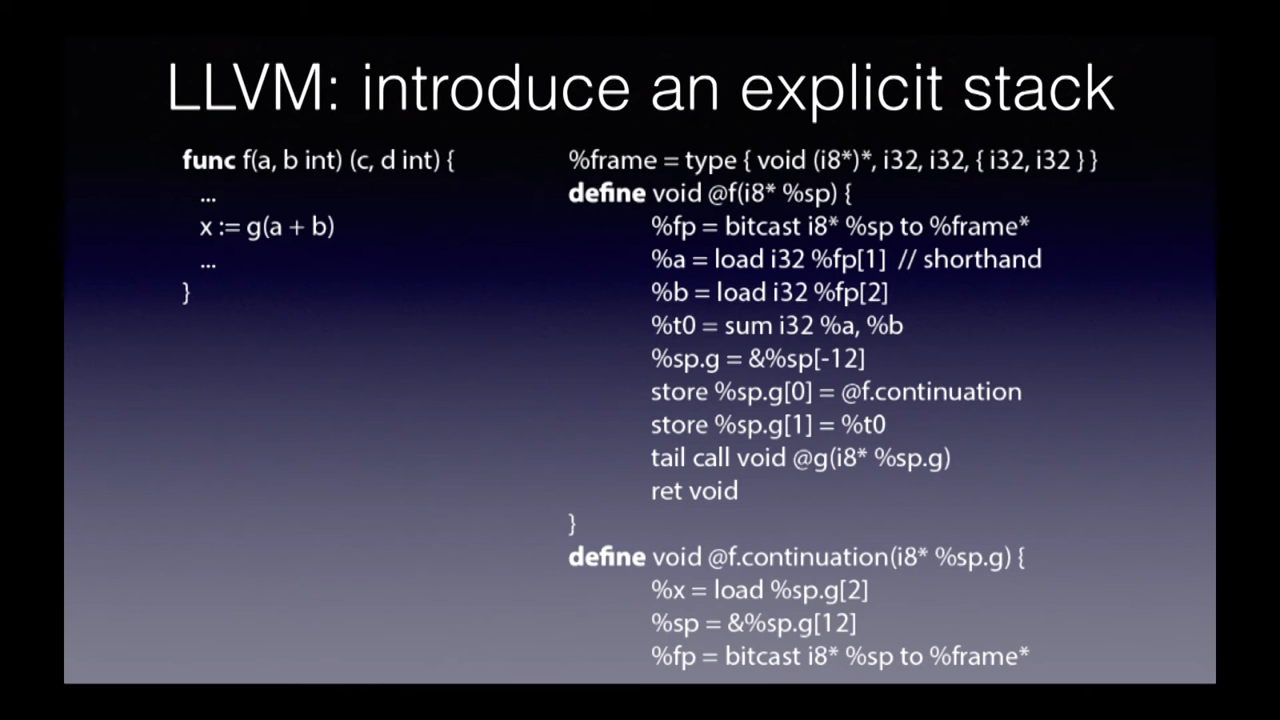 LLVM: introduce an explicit stack
func f(a, b int) (c, d int) {
...
x := g(a + b)
...
}
%frame = type { void (i8*)*, i32, i32, { i32, i32 } }
define void @f(i8* %sp) {
%fp = bitcast i8* %sp to %frame*
%a = load i32 %fp[1] // shorthand
%b = load i32 %fp[2]
%t0 = sum i32 %a, %b
%sp.g = &%sp[-12]
store %sp.g[0] = @f.continuation
store %sp.g[1] = %t0
tail call void @g(i8* %sp.g)
ret void
}
define void @f.continuation(i8* %sp.g) {
%x = load %sp.g[2]
%sp = &%sp.g[12]
%fp = bitcast i8* %sp to %frame*